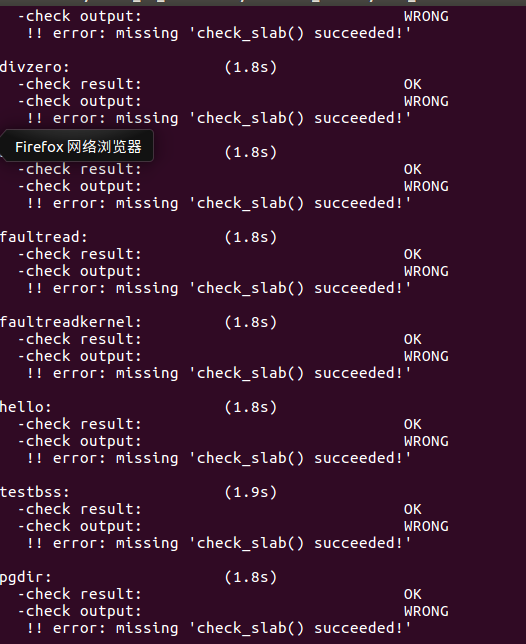 -check output: WRONG
!! error: missing 'check_slab() succeeded!'
divzero: (1.8s)
-check result: OK
-check output: WRONG
!! error: missing 'check_slab() succeeded!'
Firefox 网络浏览器
(1.8s)
-check result: OK
-check output: WRONG
!! error: missing 'check_slab() succeeded!'
faultread: (1.8s)
-check result: OK
-check output: WRONG
!! error: missing 'check_slab() succeeded!'
faultreadkernel: (1.8s)
-check result: OK
-check output: WRONG
!! error: missing 'check_slab() succeeded!'
hello: (1.8s)
-check result: OK
-check output: WRONG
!! error: missing 'check_slab() succeeded!'
testbss: (1.9s)
-check result: OK
-check output: WRONG
!! error: missing 'check_slab() succeeded!'
pgdir: (1.8s)
-check result: OK
-check output: WRONG
!! error: missing 'check_slab() succeeded!'